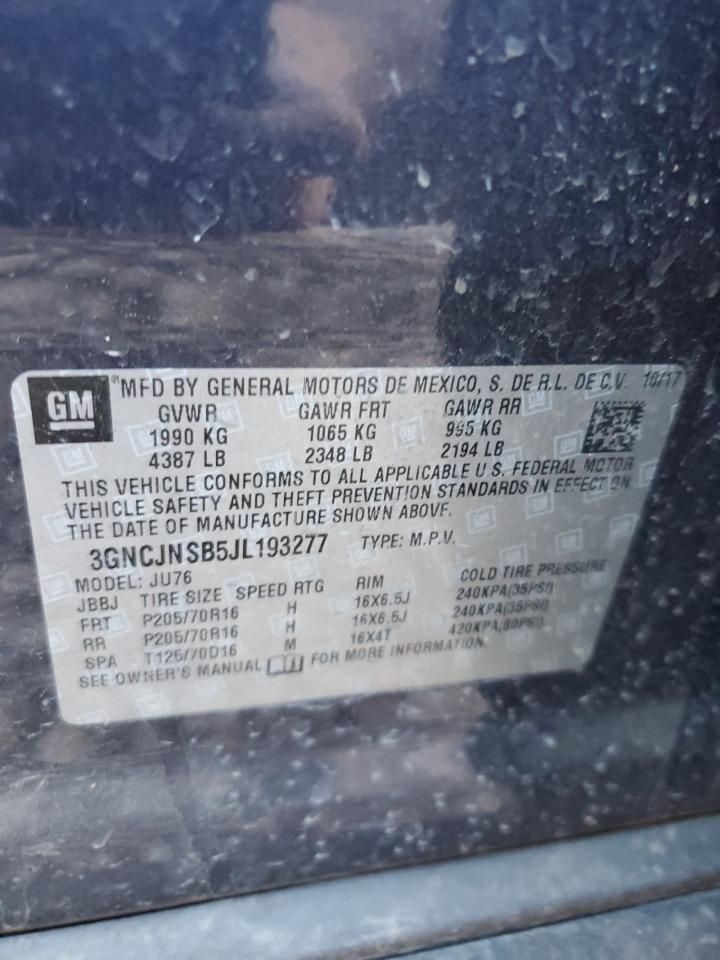 GM
MFD BY GENERAL MOTORS DE MEXICO, S. DE R.L. DE C.V. 10/17
GVWR GAWR FRT GAWR RR
1990 KG 1065 KG 995 KG
4387 LB 2348 LB 2194 LB
THIS VEHICLE CONFORMS TO ALL APPLICABLE U.S. FEDERAL MOTOR
VEHICLE SAFETY AND THEFT PREVENTION STANDARDS IN EFFECT ON
THE DATE OF MANUFACTURE SHOWN ABOVE.
3GNCJNSB5JL193277 TYPE: M.P.V.
MODEL: JU76
JBBJ TIRE SIZE SPEED RTG RIM COLD TIRE PRESSURE
FRT P205/70R16 H 16X6.5J 240KPA(35PSI)
RR P205/70R16 H 16X6.5J 240KPA(35PSI)
SPA T125/70D16 M 16X4T 420KPA(60PSI)
SEE OWNER'S MANUAL FOR MORE INFORMATION.